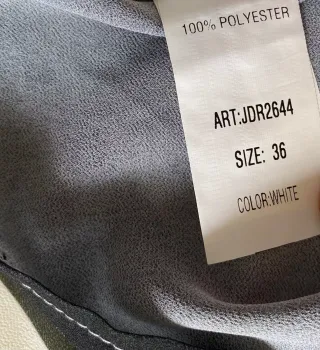 100% POLYESTER
ART:JDR2644
SIZE: 36
COLOR:WHITE